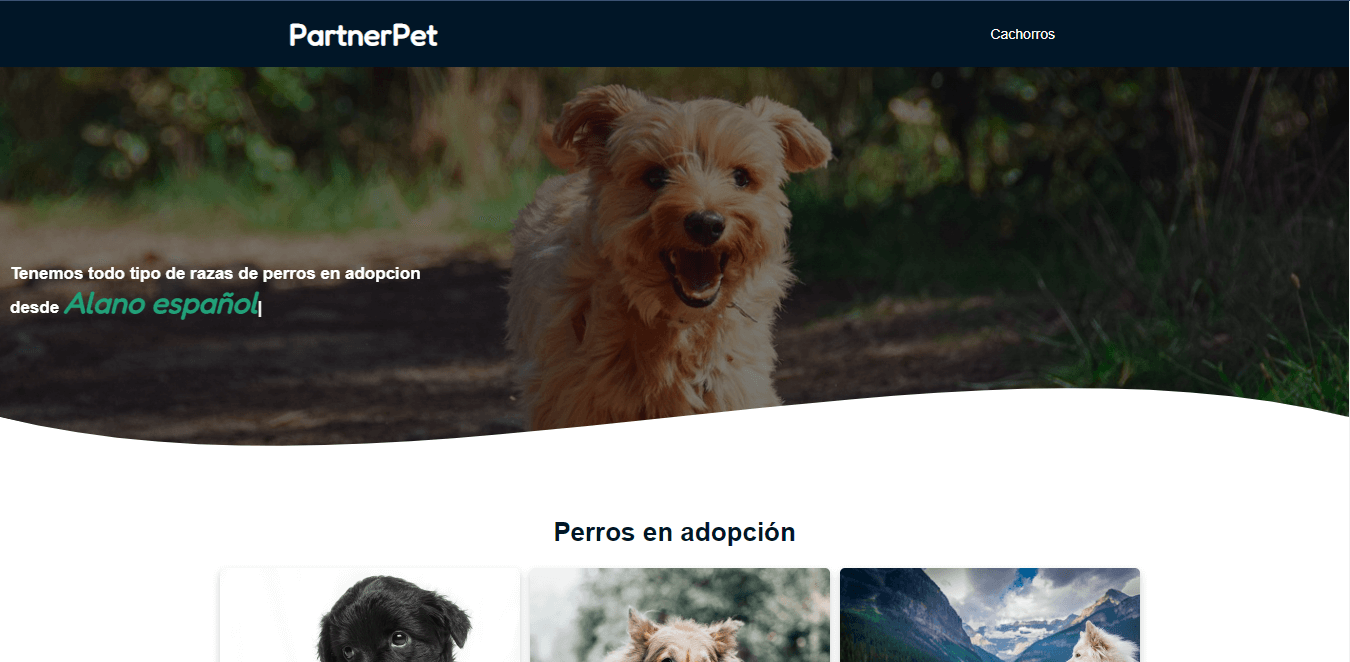 PartnerPet
Cachorros
Tenemos todo tipo de razas de perros en adopcion
desde Alano español|
Perros en adopción